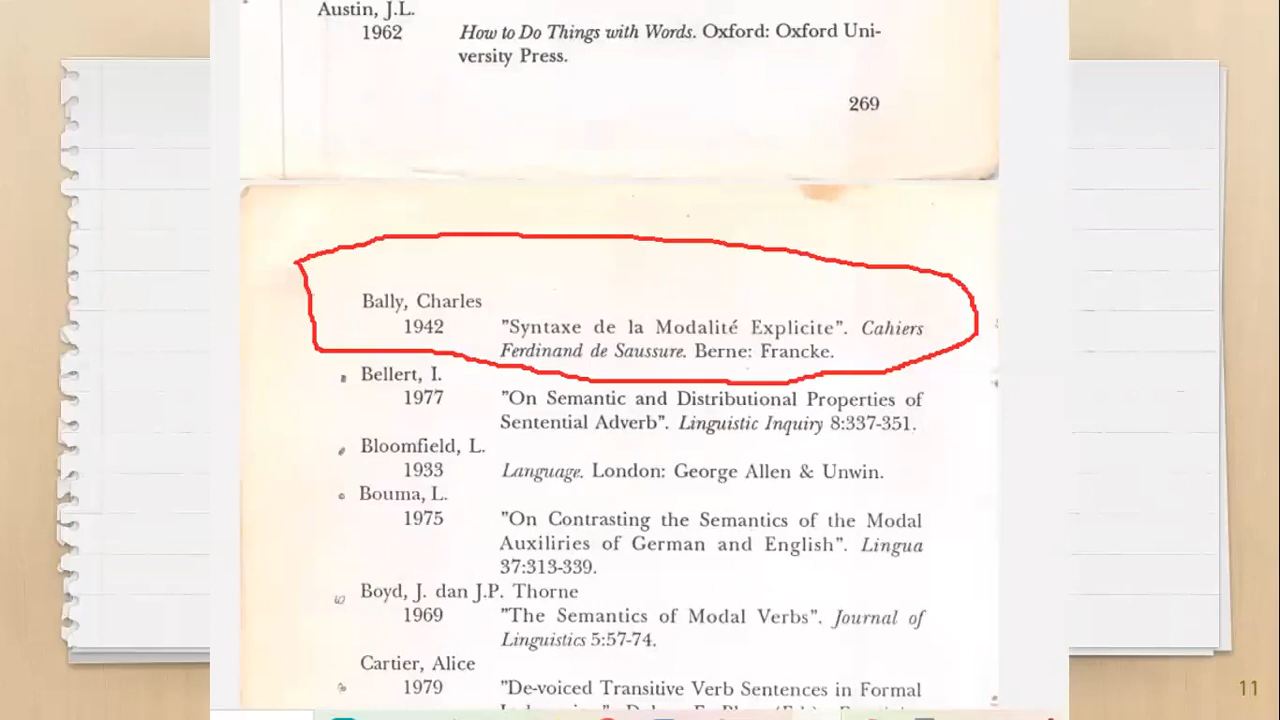 Austin, J.L.
1962 How to Do Things with Words. Oxford: Oxford Uni-
versity Press.
269
Bally, Charles
1942 "Syntaxe de la Modalité Explicite". Cahiers
Ferdinand de Saussure. Berne: Francke.
Bellert, I.
1977 "On Semantic and Distributional Properties of
Sentential Adverb". Linguistic Inquiry 8:337-351.
Bloomfield, L.
1933 Language. London: George Allen & Unwin.
Bouma, L.
1975 "On Contrasting the Semantics of the Modal
Auxiliries of German and English". Lingua
37:313-339.
Boyd, J. dan J.P. Thorne
1969 "The Semantics of Modal Verbs". Journal of
Linguistics 5:57-74.
Cartier, Alice
1979 "De-voiced Transitive Verb Sentences in Formal
11